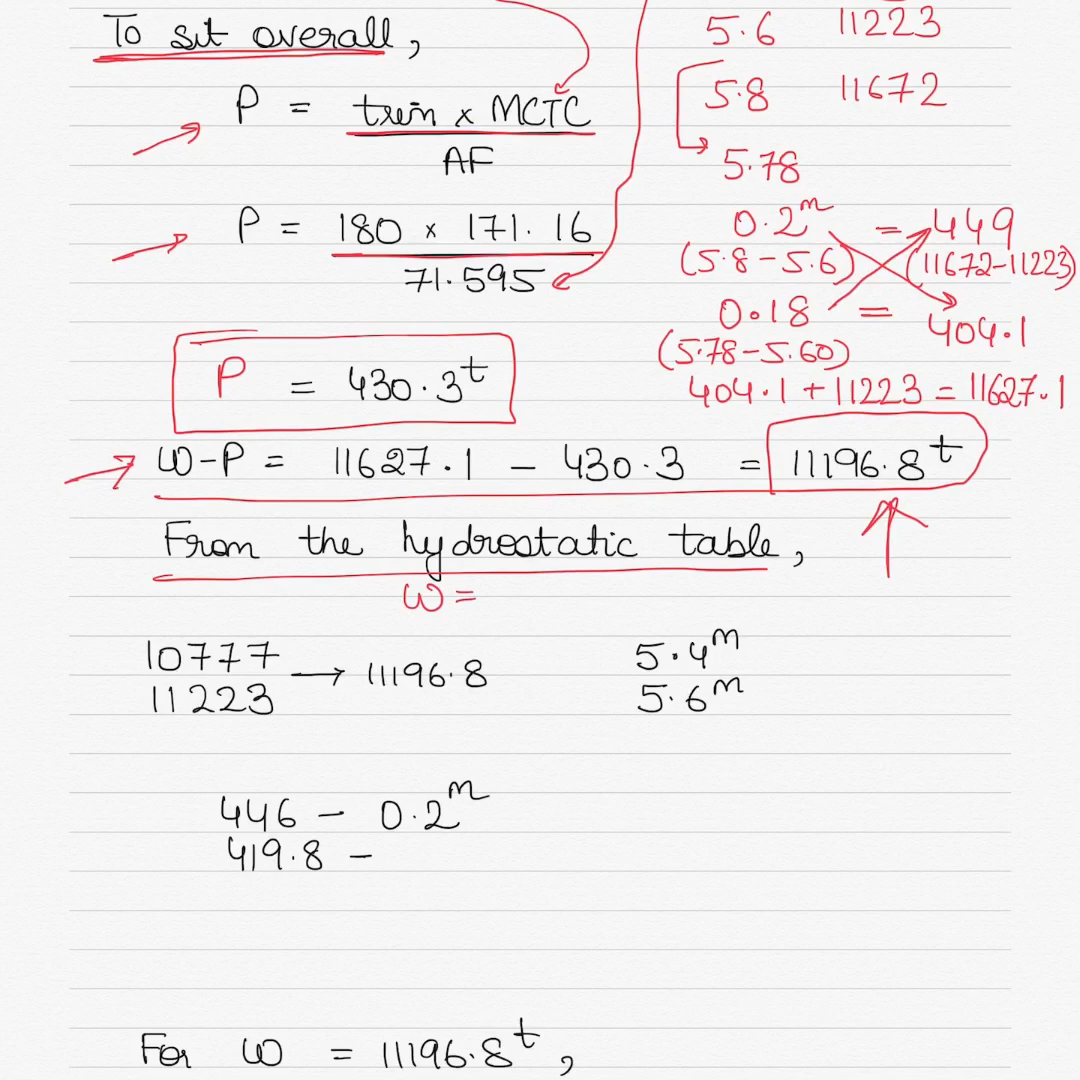 To sit overall,
P = trim x MCTC
AF
P = 180 x 171.16
71.595
P = 430.3t
5.6 11223
5.8 11672
5.78
0.2m = 449
(5.8-5.6) (11672-11223)
0.18 = 404.1
(5.78-5.60)
404.1 + 11223 = 11627.1
W-P = 11627.1 - 430.3 = 11196.8t
From the hydrostatic table,
W =
10777 → 11196.8 5.4m
11223 5.6m
446 - 0.2m
419.8 -
For W = 11196.8t,